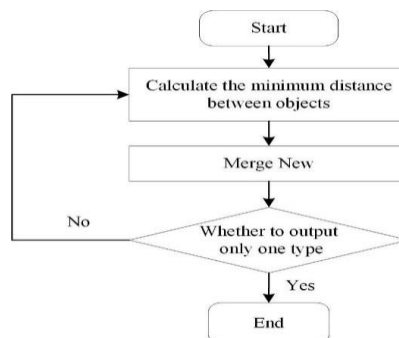 Start
Calculate the minimum distance
between objects
Merge New
Whether to output
only one type
No
Yes
End